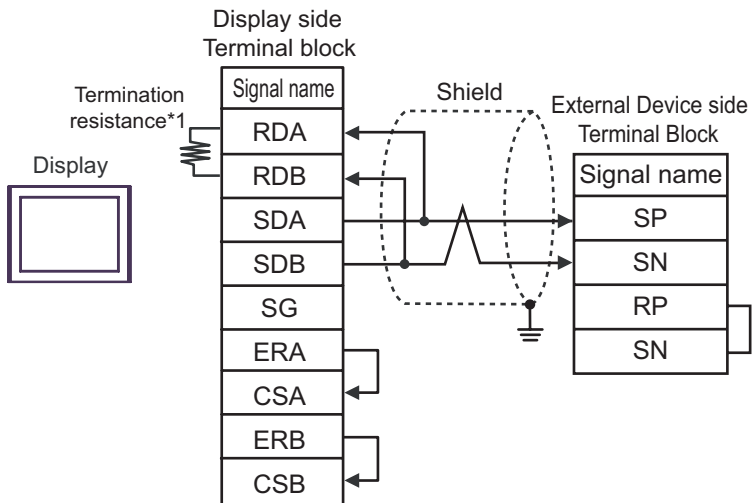 Display side
Terminal block
Termination
resistance*1
Display
Signal name
RDA
RDB
SDA
SDB
SG
ERA
CSA
ERB
CSB
Shield
External Device side
Terminal Block
Signal name
SP
SN
RP
SN